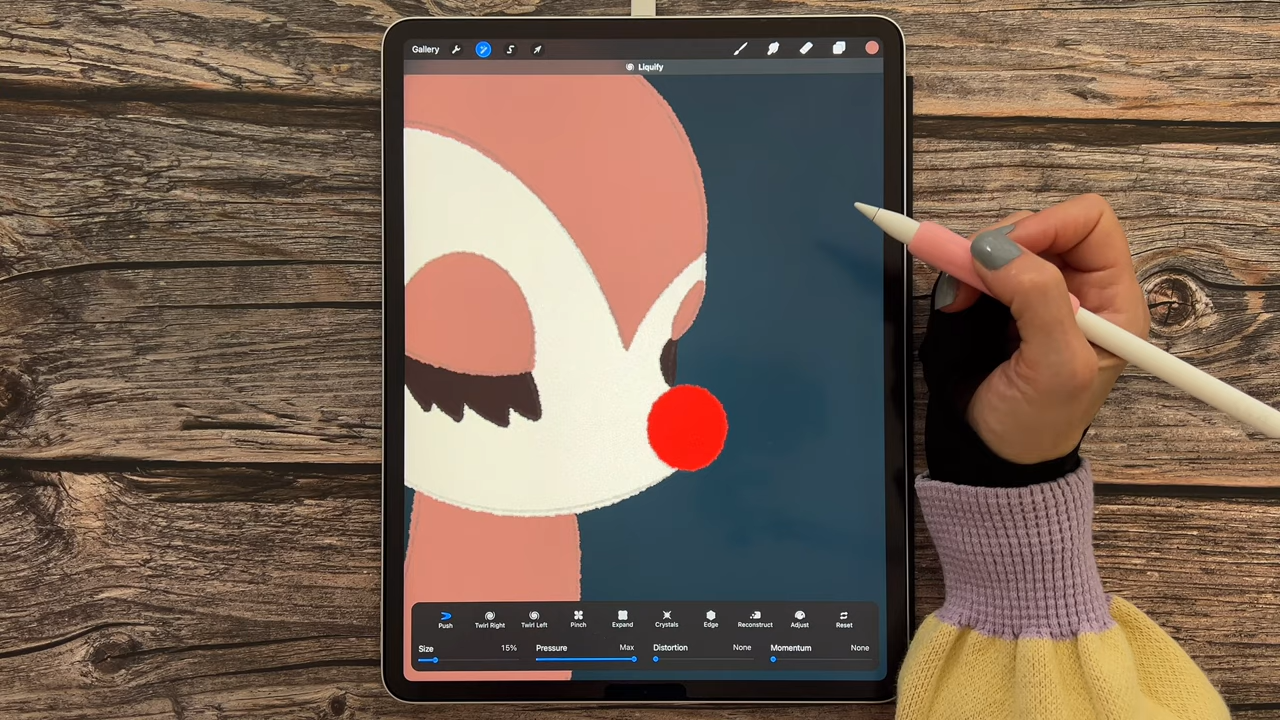 Gallery
Liquify
Push Twirl Right Twirl Left Pinch Expand Crystals Edge Reconstruct Adjust Reset
Size 15% Pressure Max Distortion None Momentum None